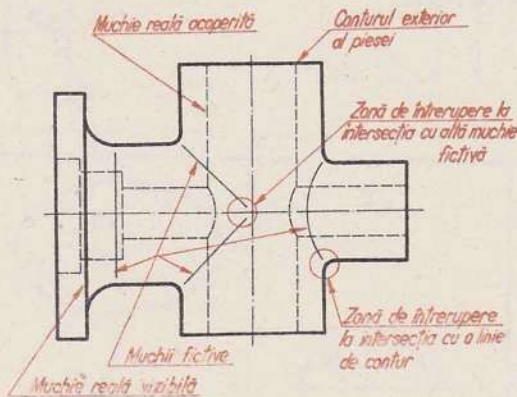 Muchie reală acoperită
Conturul exterior
al piesei
Zonă de întrerupere la
intersecția cu altă muchie
fictivă
Zonă de întrerupere
la intersecția cu o linie
de contur
Muchii fictive
Muchie reală vizibilă